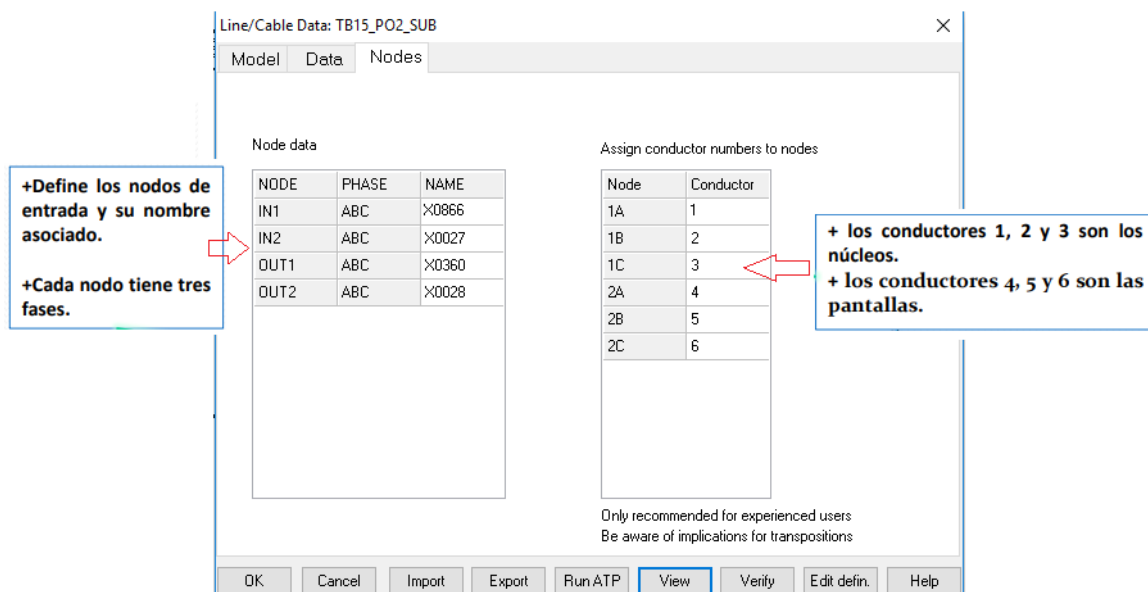 Line/Cable Data: TB15_PO2_SUB
Model Data Nodes
Node data
NODE PHASE NAME
IN1 ABC X0866
IN2 ABC X0027
OUT1 ABC X0360
OUT2 ABC X0028
Assign conductor numbers to nodes
Node Conductor
1A 1
1B 2
1C 3
2A 4
2B 5
2C 6
Only recommended for experienced users
Be aware of implications for transpositions
+Define los nodos de
entrada y su nombre
asociado.
+Cada nodo tiene tres
fases.
+ los conductores 1, 2 y 3 son los
núcleos.
+ los conductores 4, 5 y 6 son las
pantallas.
OK Cancel Import Export Run ATP View Verify Edit defin. Help